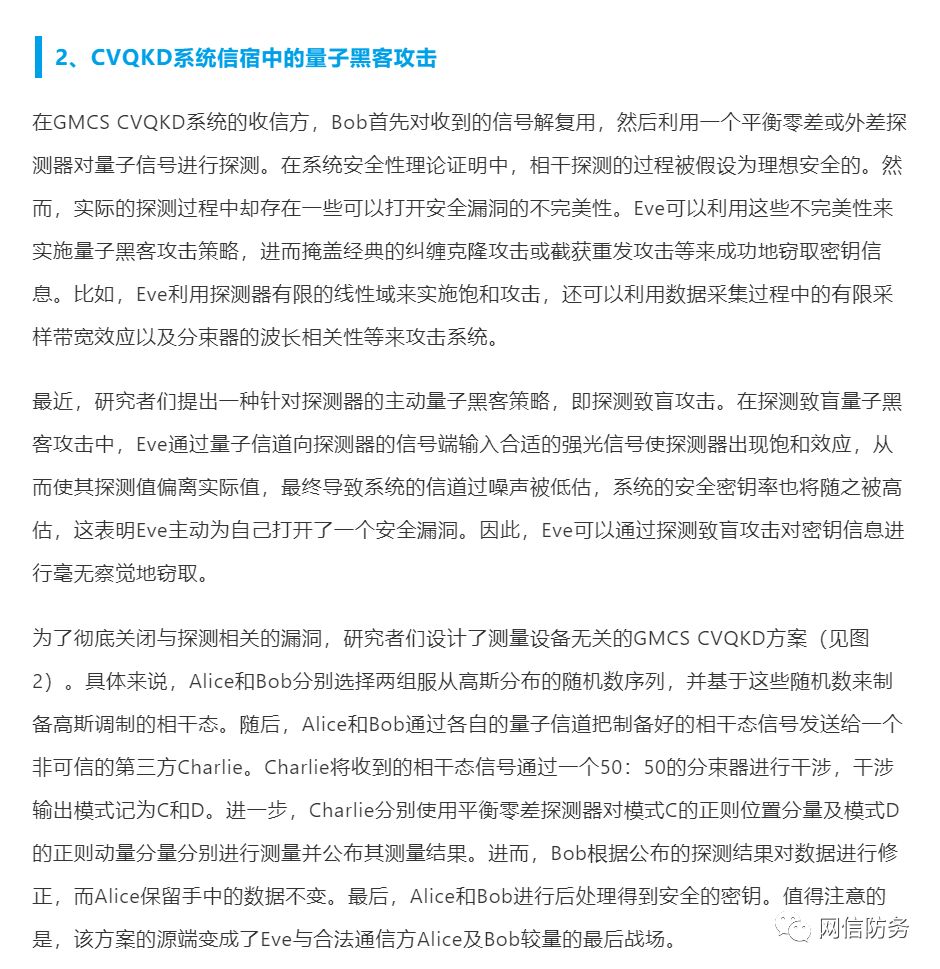 2、CVQKD系统信宿中的量子黑客攻击
在GMCS CVQKD系统的收信方，Bob首先对收到的信号解复用，然后利用一个平衡零差或外差探
测器对量子信号进行探测。在系统安全性理论证明中，相干探测的过程被假设为理想安全的。然
而，实际的探测过程中却存在一些可以打开安全漏洞的不完美性。Eve可以利用这些不完美性来
实施量子黑客攻击策略，进而掩盖经典的纠缠克隆攻击或截获重发攻击等来成功地窃取密钥信
息。比如，Eve利用探测器有限的线性域来实施饱和攻击，还可以利用数据采集过程中的有限采
样带宽效应以及分束器的波长相关性等来攻击系统。
最近，研究者们提出一种针对探测器的主动量子黑客策略，即探测致盲攻击。在探测致盲量子黑
客攻击中，Eve通过量子信道向探测器的信号端输入合适的强光信号使探测器出现饱和效应，从
而使其探测值偏离实际值，最终导致系统的信道过噪声被低估，系统的安全密钥率也将随之被高
估，这表明Eve主动为自己打开了一个安全漏洞。因此，Eve可以通过探测致盲攻击对密钥信息进
行毫无察觉地窃取。
为了彻底关闭与探测相关的漏洞，研究者们设计了测量设备无关的GMCS CVQKD方案（见图
2）。具体来说，Alice和Bob分别选择两组服从高斯分布的随机数序列，并基于这些随机数来制
备高斯调制的相干态。随后，Alice和Bob通过各自的量子信道把制备好的相干态信号发送给一个
非可信的第三方Charlie。Charlie将收到的相干态信号通过一个50：50的分束器进行干涉，干涉
输出模式记为C和D。进一步，Charlie分别使用平衡零差探测器对模式C的正则位置分量及模式D
的正则动量分量分别进行测量并公布其测量结果。进而，Bob根据公布的探测结果对数据进行修
正，而Alice保留手中的数据不变。最后，Alice和Bob进行后处理得到安全的密钥。值得注意的
是，该方案的源端变成了Eve与合法通信方Alice及Bob较量的最后战场。
网信防务